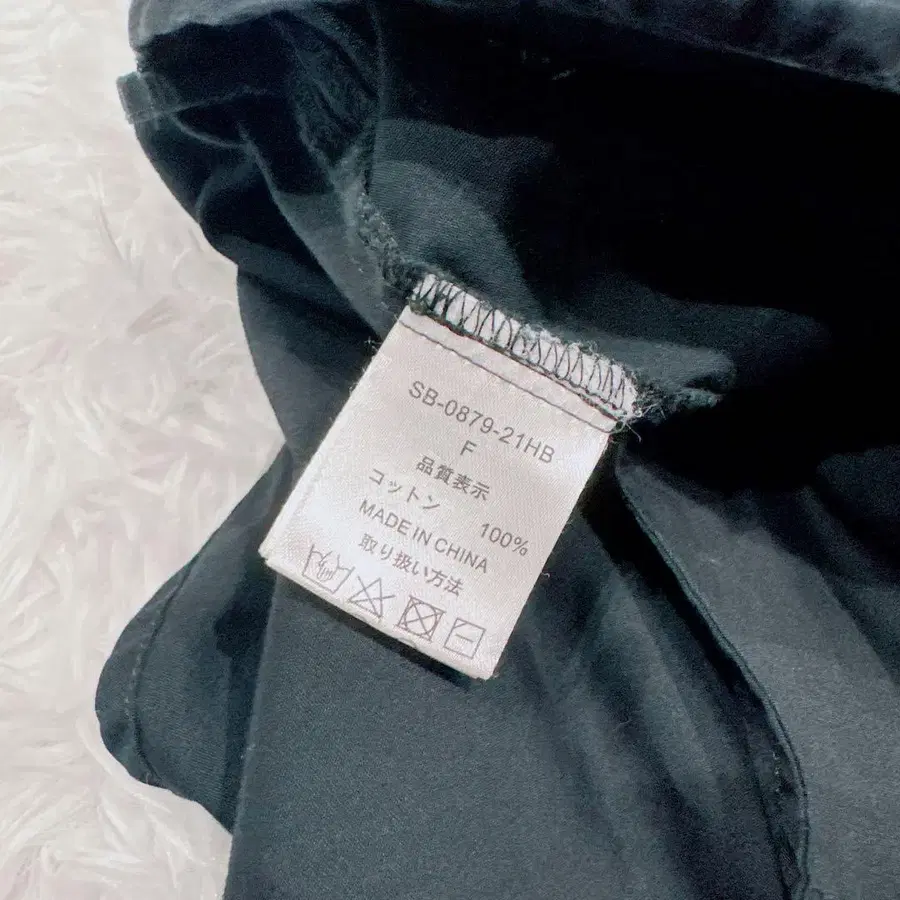 SB-0879-21HB
F
品質表示
コットン 100%
MADE IN CHINA
取り扱い方法